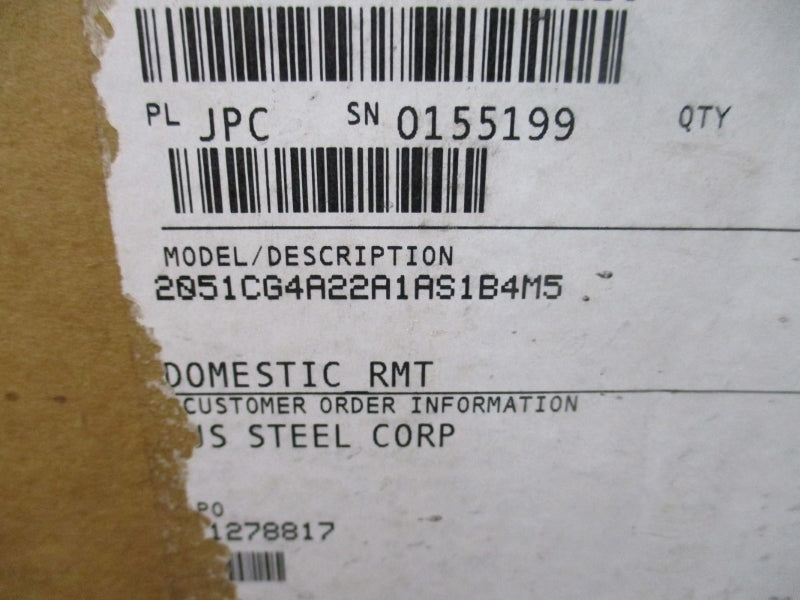 PL JPC SN 0155199 QTY
MODEL/DESCRIPTION
2051CG4A22A1AS1B4M5
DOMESTIC RMT
CUSTOMER ORDER INFORMATION
US STEEL CORP
PO
1278817